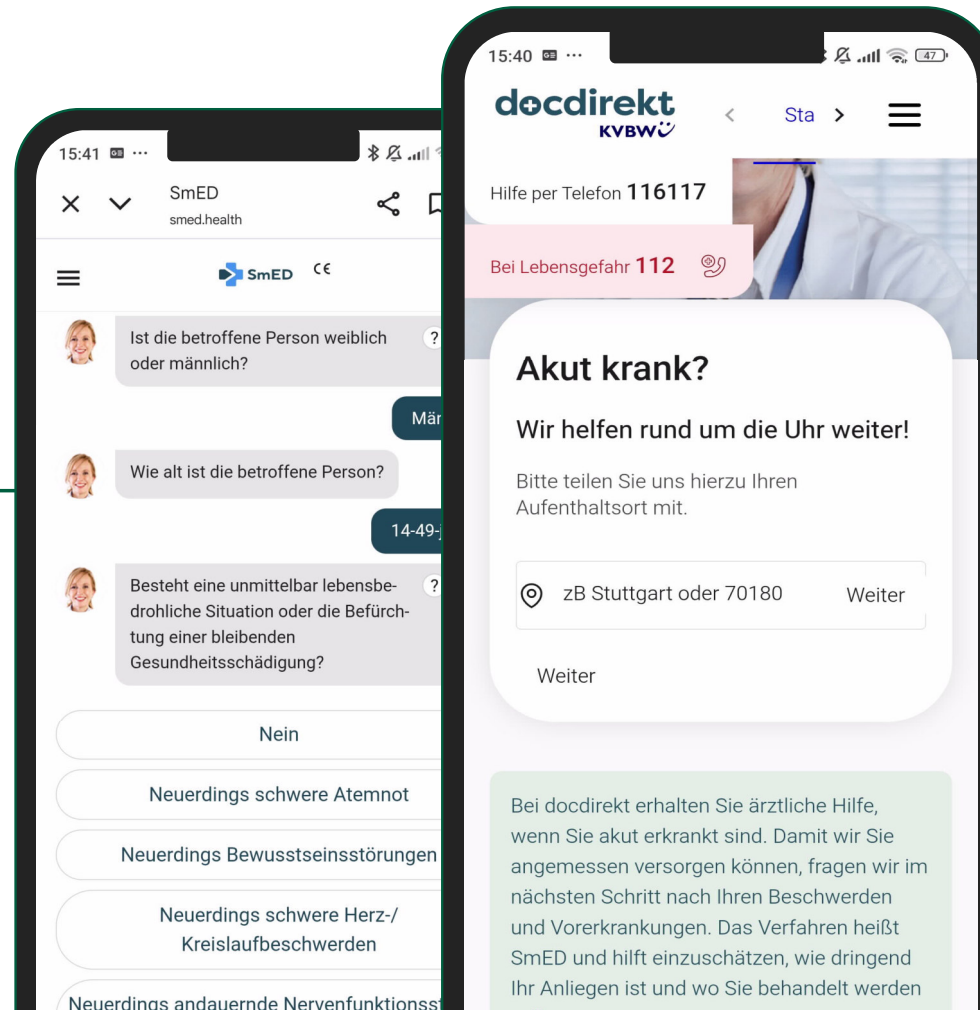 15:41
SmED
smed.health
SmED CE
Ist die betroffene Person weiblich
oder männlich?
?
Wie alt ist die betroffene Person?
14-49-j
Besteht eine unmittelbar lebensbe-
drohliche Situation oder die Befürch-
tung einer bleibenden
Gesundheitsschädigung?
?
Nein
Neuerdings schwere Atemnot
Neuerdings Bewusstseinsstörungen
Neuerdings schwere Herz-/
Kreislaufbeschwerden
Neuerdings andauernde
15:40
47
docdirekt
KVBW
< Sta >
Hilfe per Telefon 116117
Bei Lebensgefahr 112
Akut krank?
Wir helfen rund um die Uhr weiter!
Bitte teilen Sie uns hierzu Ihren
Aufenthaltsort mit.
zB Stuttgart oder 70180 Weiter
Weiter
Bei docdirekt erhalten Sie ärztliche Hilfe,
wenn Sie akut erkrankt sind. Damit wir Sie
angemessen versorgen können, fragen wir im
nächsten Schritt nach Ihren Beschwerden
und Vorerkrankungen. Das Verfahren heißt
SmED und hilft einzuschätzen, wie dringend
Ihr Anliegen ist und wo Sie behandelt werden